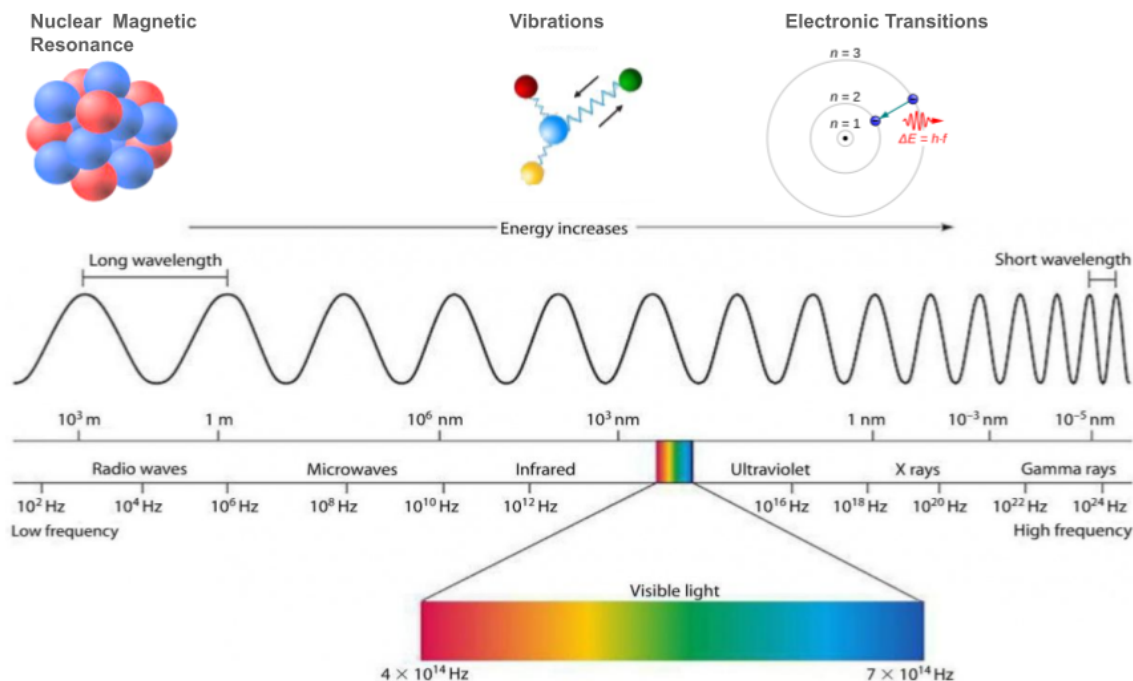 Nuclear Magnetic
Resonance
Vibrations
Electronic Transitions
n = 3
n = 2
n = 1
ΔE = h·f
Energy increases
Long wavelength
Short wavelength
10³ m
1 m
10⁶ nm
10³ nm
1 nm
10⁻³ nm
10⁻⁵ nm
Radio waves
Microwaves
Infrared
Ultraviolet
X rays
Gamma rays
10² Hz
10⁴ Hz
10⁶ Hz
10⁸ Hz
10¹⁰ Hz
10¹² Hz
10¹⁶ Hz
10¹⁸ Hz
10²⁰ Hz
10²² Hz
10²⁴ Hz
Low frequency
High frequency
Visible light
4 × 10¹⁴ Hz
7 × 10¹⁴ Hz